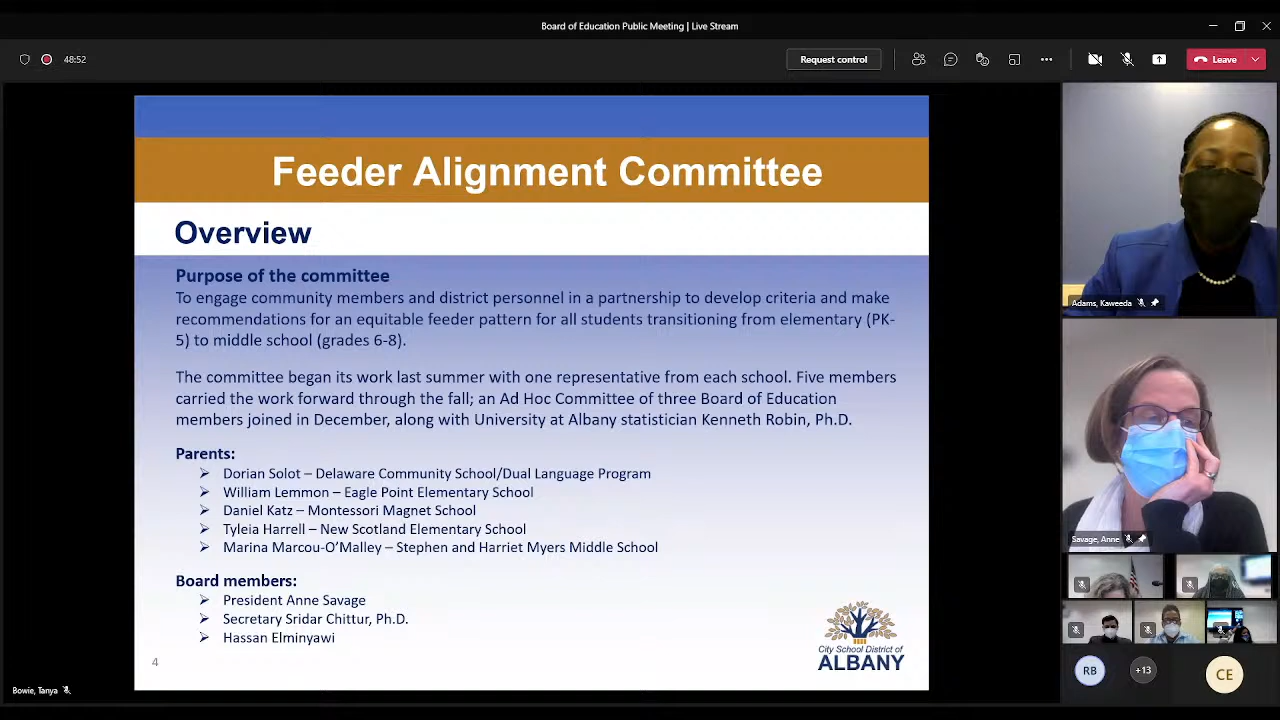 Board of Education Public Meeting | Live Stream
48:52
Request control
Leave
Feeder Alignment Committee
Overview
Purpose of the committee
To engage community members and district personnel in a partnership to develop criteria and make
recommendations for an equitable feeder pattern for all students transitioning from elementary (PK-
5) to middle school (grades 6-8).
The committee began its work last summer with one representative from each school. Five members
carried the work forward through the fall; an Ad Hoc Committee of three Board of Education
members joined in December, along with University at Albany statistician Kenneth Robin, Ph.D.
Parents:
Dorian Solot – Delaware Community School/Dual Language Program
William Lemmon – Eagle Point Elementary School
Daniel Katz – Montessori Magnet School
Tyleia Harrell – New Scotland Elementary School
Marina Marcou-O’Malley – Stephen and Harriet Myers Middle School
Board members:
President Anne Savage
Secretary Sridar Chittur, Ph.D.
Hassan Elminyawi
4
City School District of
ALBANY
Bowie, Tanya
Adams, Kaweeda
Savage, Anne
RB
+13
CE